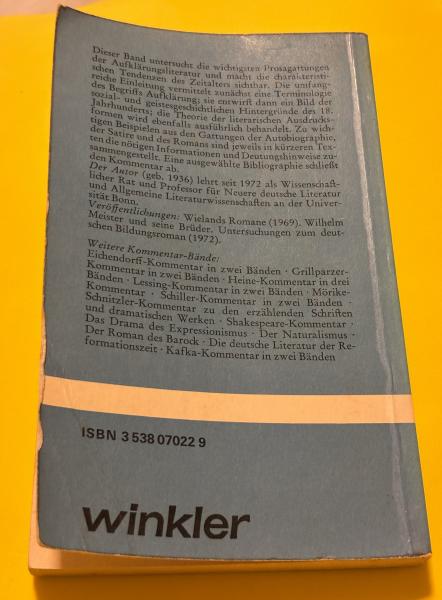 Dieser Band untersucht die wichtigsten Prosagattungen
der Aufklärungsliteratur und macht die charakteristi-
schen Tendenzen des Zeitalters sichtbar. Die umfang-
reiche Einleitung vermittelt zunächst eine Terminologie
des Begriffs Aufklärung; sie entwirft dann ein Bild der
sozial- und geistesgeschichtlichen Hintergründe des 18.
Jahrhunderts; die Theorie der literarischen Ausdrucks-
formen wird ebenfalls ausführlich behandelt. Zu wich-
tigen Beispielen aus den Gattungen der Autobiographie,
der Satire und des Romans sind jeweils in kürzeren Tex-
ten die nötigen Informationen und Deutungshinweise zu-
sammengestellt. Eine ausgewählte Bibliographie schließt
den Kommentar ab.
Der Autor (geb. 1936) lehrt seit 1972 als Wissenschaft-
licher Rat und Professor für Neuere deutsche Literatur
und Allgemeine Literaturwissenschaften an der Univer-
sität Bonn.
Veröffentlichungen: Wielands Romane (1969). Wilhelm
Meister und seine Brüder. Untersuchungen zum deut-
schen Bildungsroman (1972).
Weitere Kommentar-Bände:
Eichendorff-Kommentar in zwei Bänden · Grillparzer-
Kommentar in zwei Bänden · Heine-Kommentar in drei
Bänden · Lessing-Kommentar in zwei Bänden · Mörike-
Kommentar · Schiller-Kommentar in zwei Bänden ·
Schnitzler-Kommentar zu den erzählenden Schriften
und dramatischen Werken · Shakespeare-Kommentar ·
Das Drama des Expressionismus · Der Naturalismus ·
Der Roman des Barock · Die deutsche Literatur der Re-
formationszeit · Kafka-Kommentar in zwei Bänden
ISBN 3 538 07022 9
winkler